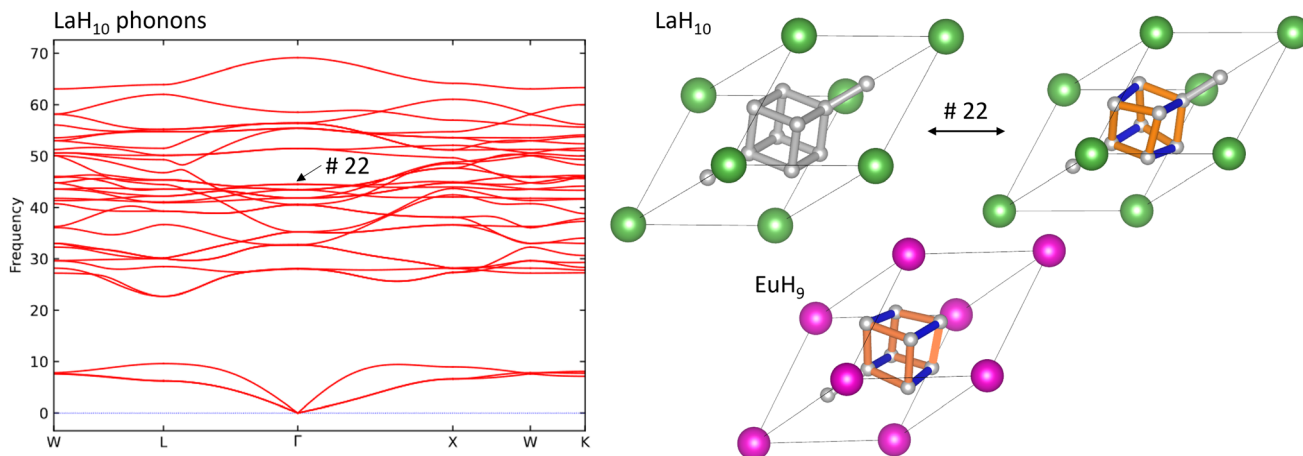 LaH₁₀ phonons
Frequency
70
60
50
40
30
20
10
0
W L Γ X W K
# 22
LaH₁₀
# 22
EuH₉